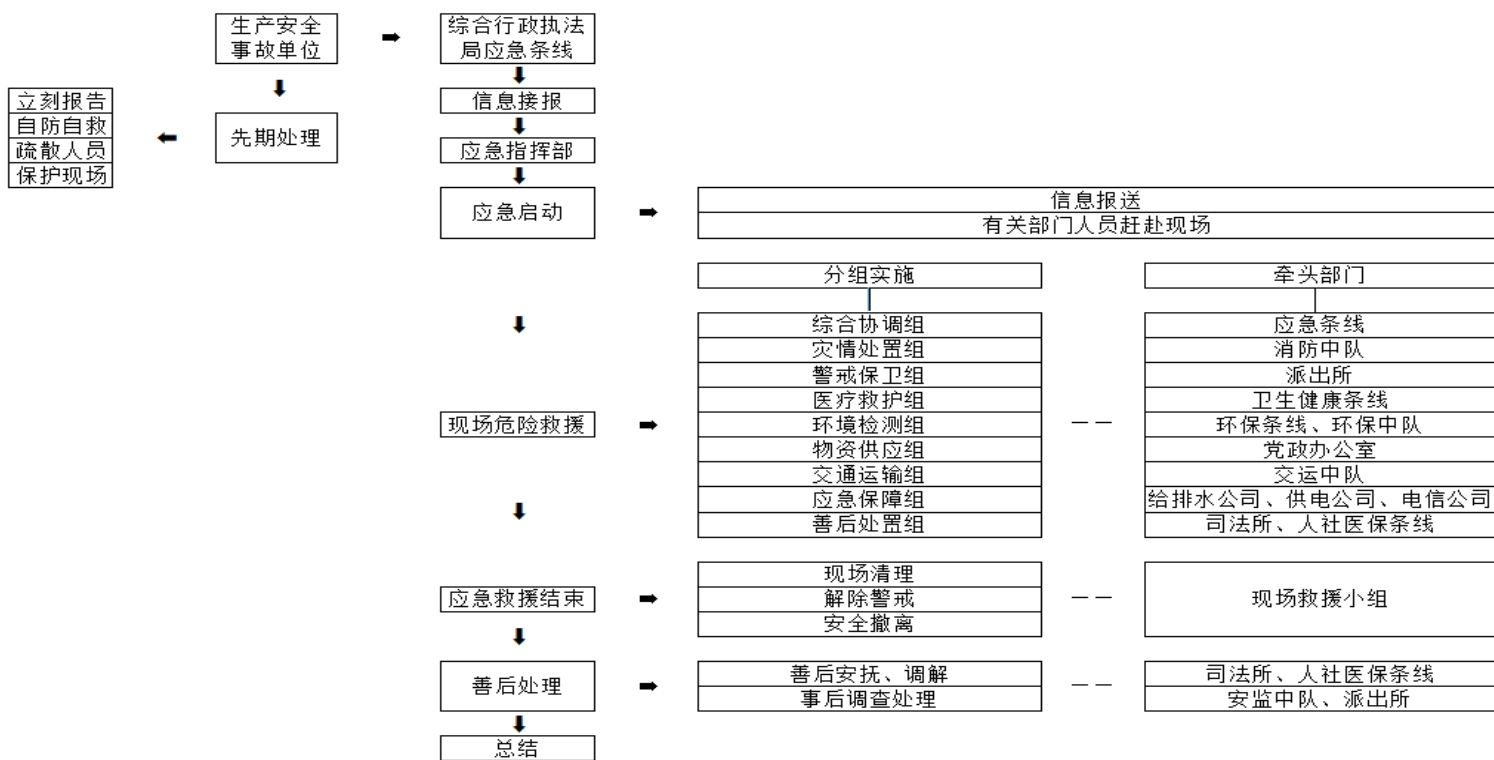 生产安全
事故单位
综合行政执法
局应急条线
立刻报告
自防自救
疏散人员
保护现场
先期处理
信息接报
应急指挥部
应急启动
信息报送
有关部门人员赶赴现场
分组实施
牵头部门
综合协调组
应急条线
灾情处置组
消防中队
警戒保卫组
派出所
医疗救护组
卫生健康条线
现场危险救援
环境检测组
环保条线、环保中队
物资供应组
党政办公室
交通运输组
交运中队
应急保障组
给排水公司、供电公司、电信公司
善后处置组
司法所、人社医保条线
应急救援结束
现场清理
解除警戒
安全撤离
现场救援小组
善后处理
善后安抚、调解
司法所、人社医保条线
事后调查处理
安监中队、派出所
总结